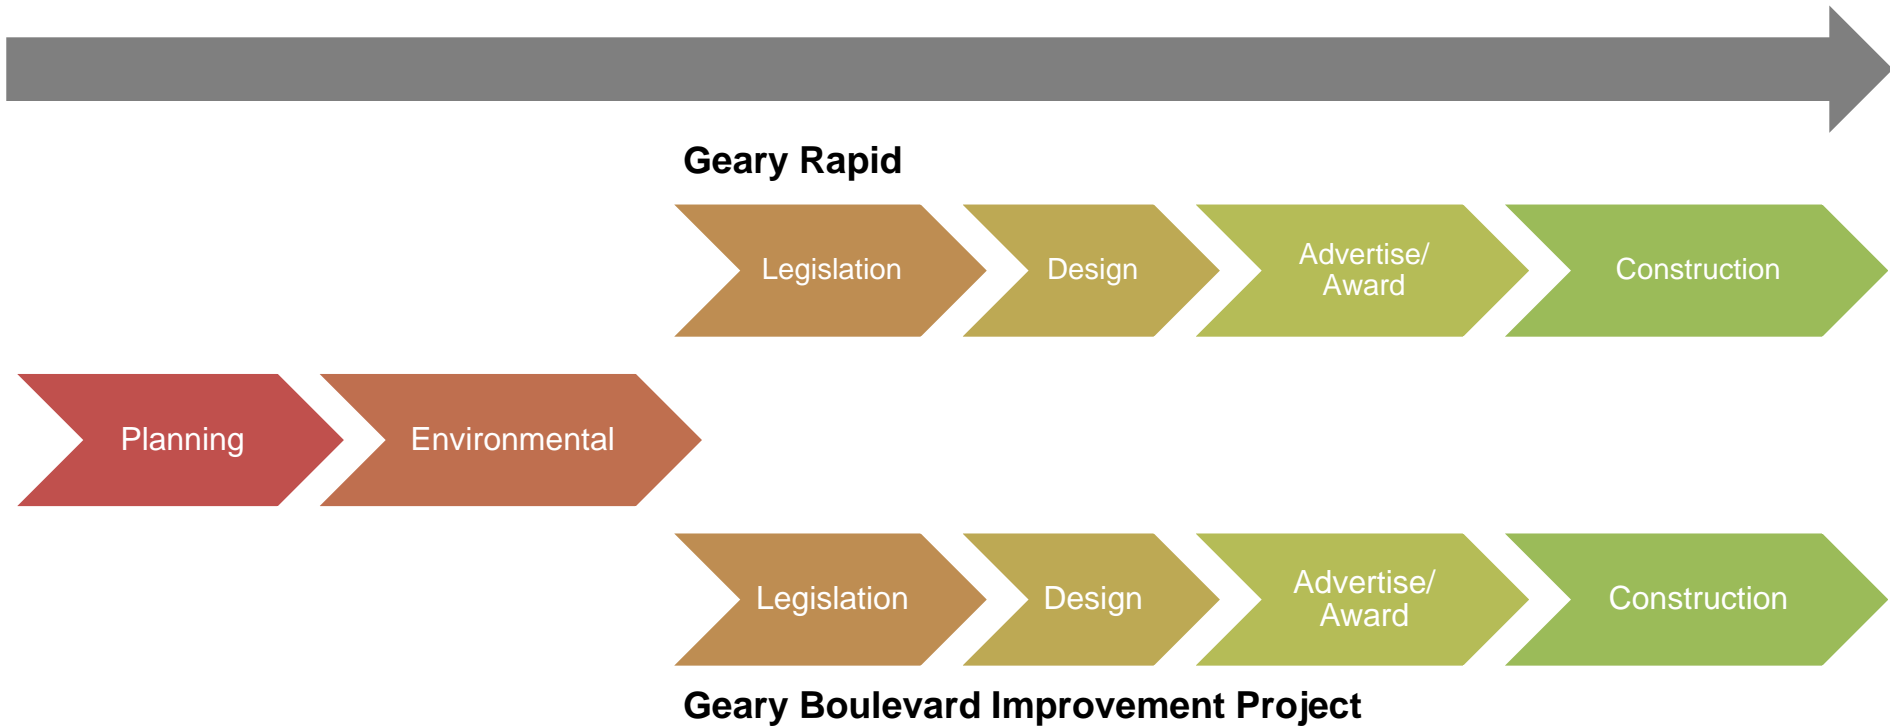 Geary Rapid
Legislation
Design
Advertise/
Award
Construction
Planning
Environmental
Legislation
Design
Advertise/
Award
Construction
Geary Boulevard Improvement Project